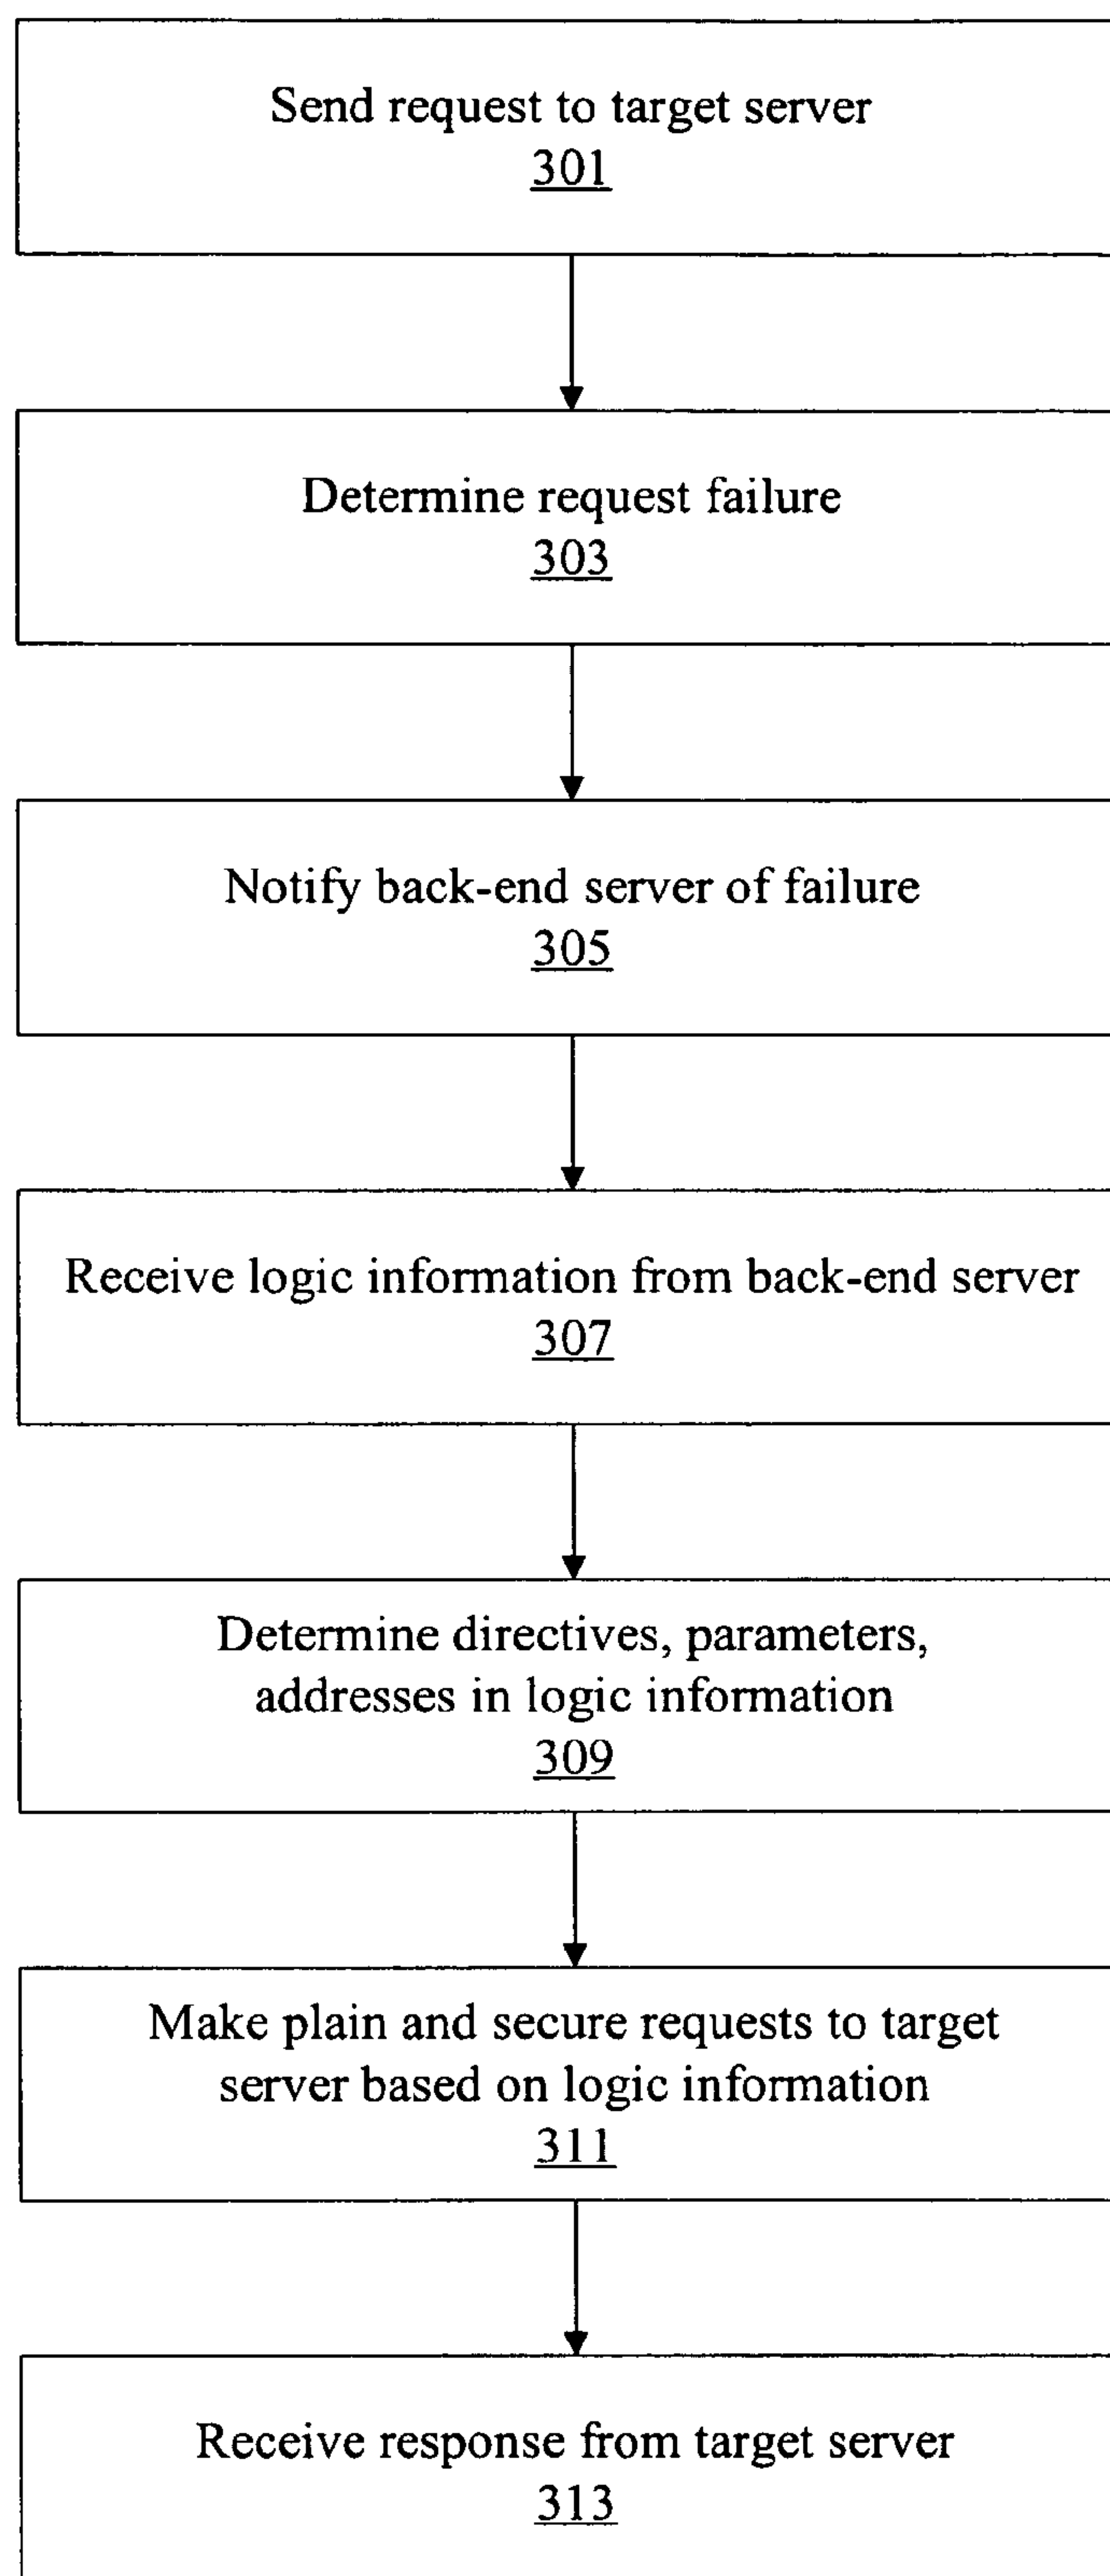 Send request to target server
301
Determine request failure
303
Notify back-end server of failure
305
Receive logic information from back-end server
307
Determine directives, parameters,
addresses in logic information
309
Make plain and secure requests to target
server based on logic information
311
Receive response from target server
313